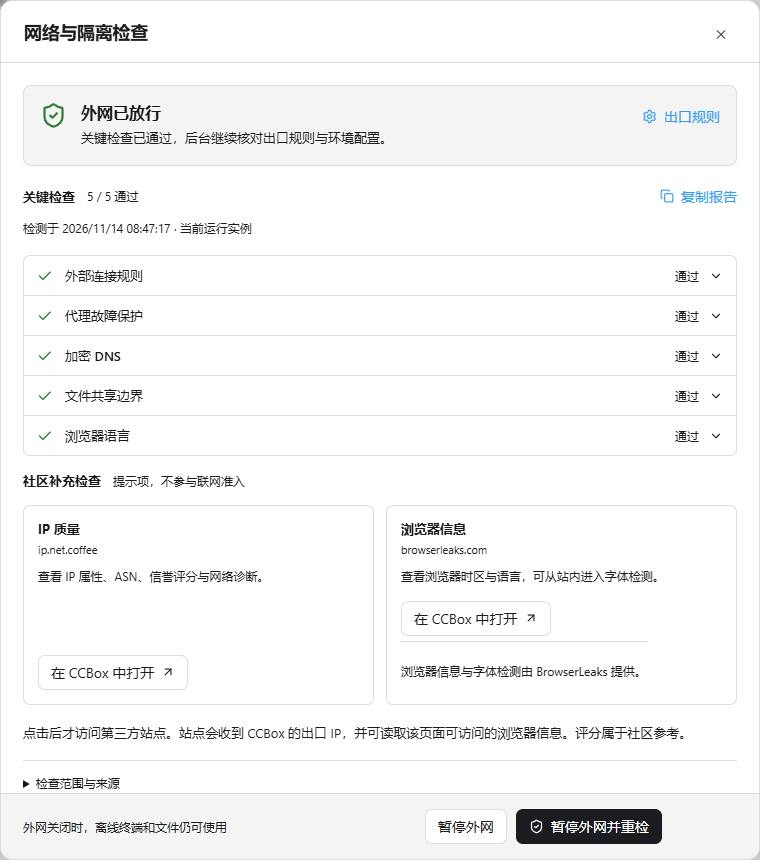 网络与隔离检查
外网已放行
关键检查已通过，后台继续核对出口规则与环境配置。
出口规则
关键检查 5 / 5 通过
复制报告
检测于 2026/11/14 08:47:17 · 当前运行实例
外部连接规则 通过
代理故障保护 通过
加密 DNS 通过
文件共享边界 通过
浏览器语言 通过
社区补充检查 提示项，不参与联网准入
IP 质量
ip.net.coffee
查看 IP 属性、ASN、信誉评分与网络诊断。
在 CCBox 中打开
浏览器信息
browserleaks.com
查看浏览器时区与语言，可从站内进入字体检测。
在 CCBox 中打开
浏览器信息与字体检测由 BrowserLeaks 提供。
点击后才访问第三方站点。站点会收到 CCBox 的出口 IP，并可读取该页面可访问的浏览器信息。评分属于社区参考。
检查范围与来源
外网关闭时，离线终端和文件仍可使用
暂停外网
暂停外网并重检